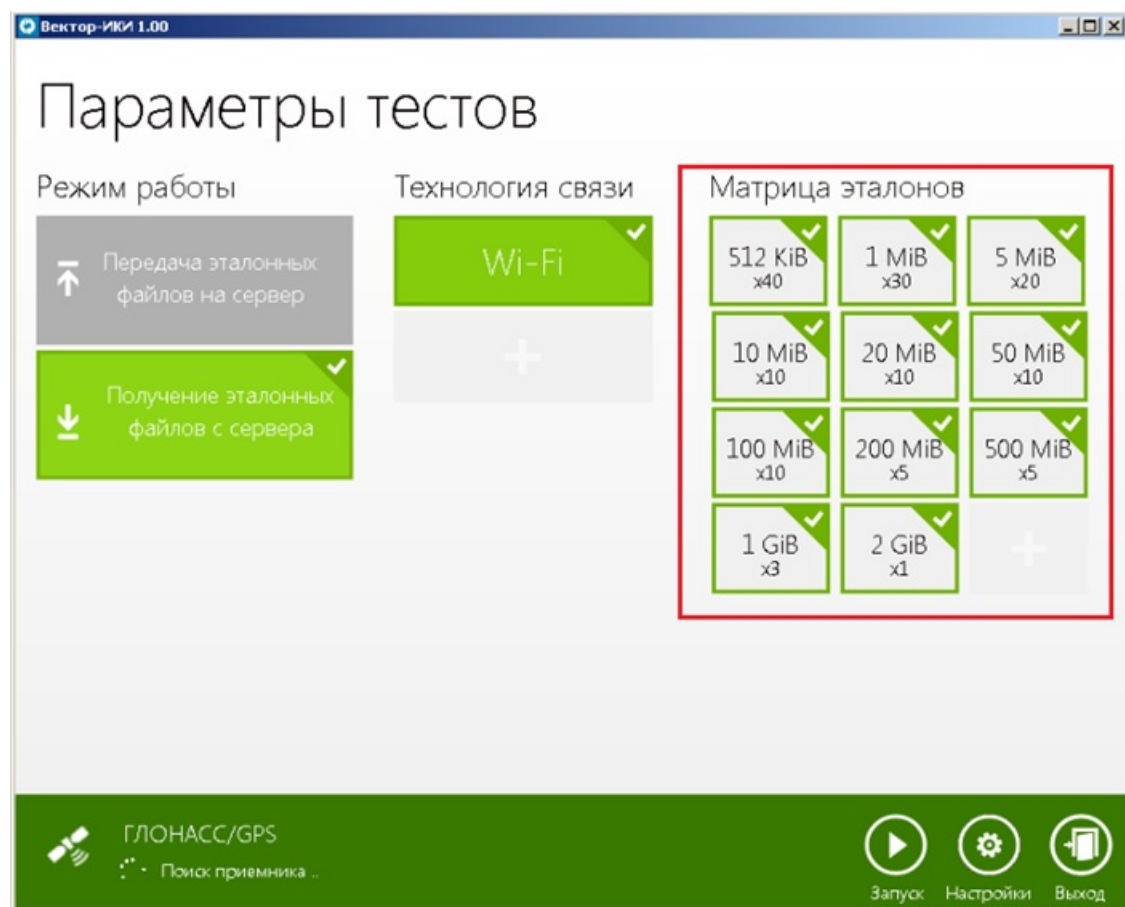 Вектор-ИКИ 1.00
Параметры тестов
Режим работы
Передача эталонных
файлов на сервер
Получение эталонных
файлов с сервера
Технология связи
Wi-Fi
Матрица эталонов
512 KiB
x40
1 MiB
x30
5 MiB
x20
10 MiB
x10
20 MiB
x10
50 MiB
x10
100 MiB
x10
200 MiB
x5
500 MiB
x5
1 GiB
x3
2 GiB
x1
ГЛОНАСС/GPS
Поиск приемника ..
Запуск
Настройки
Выход